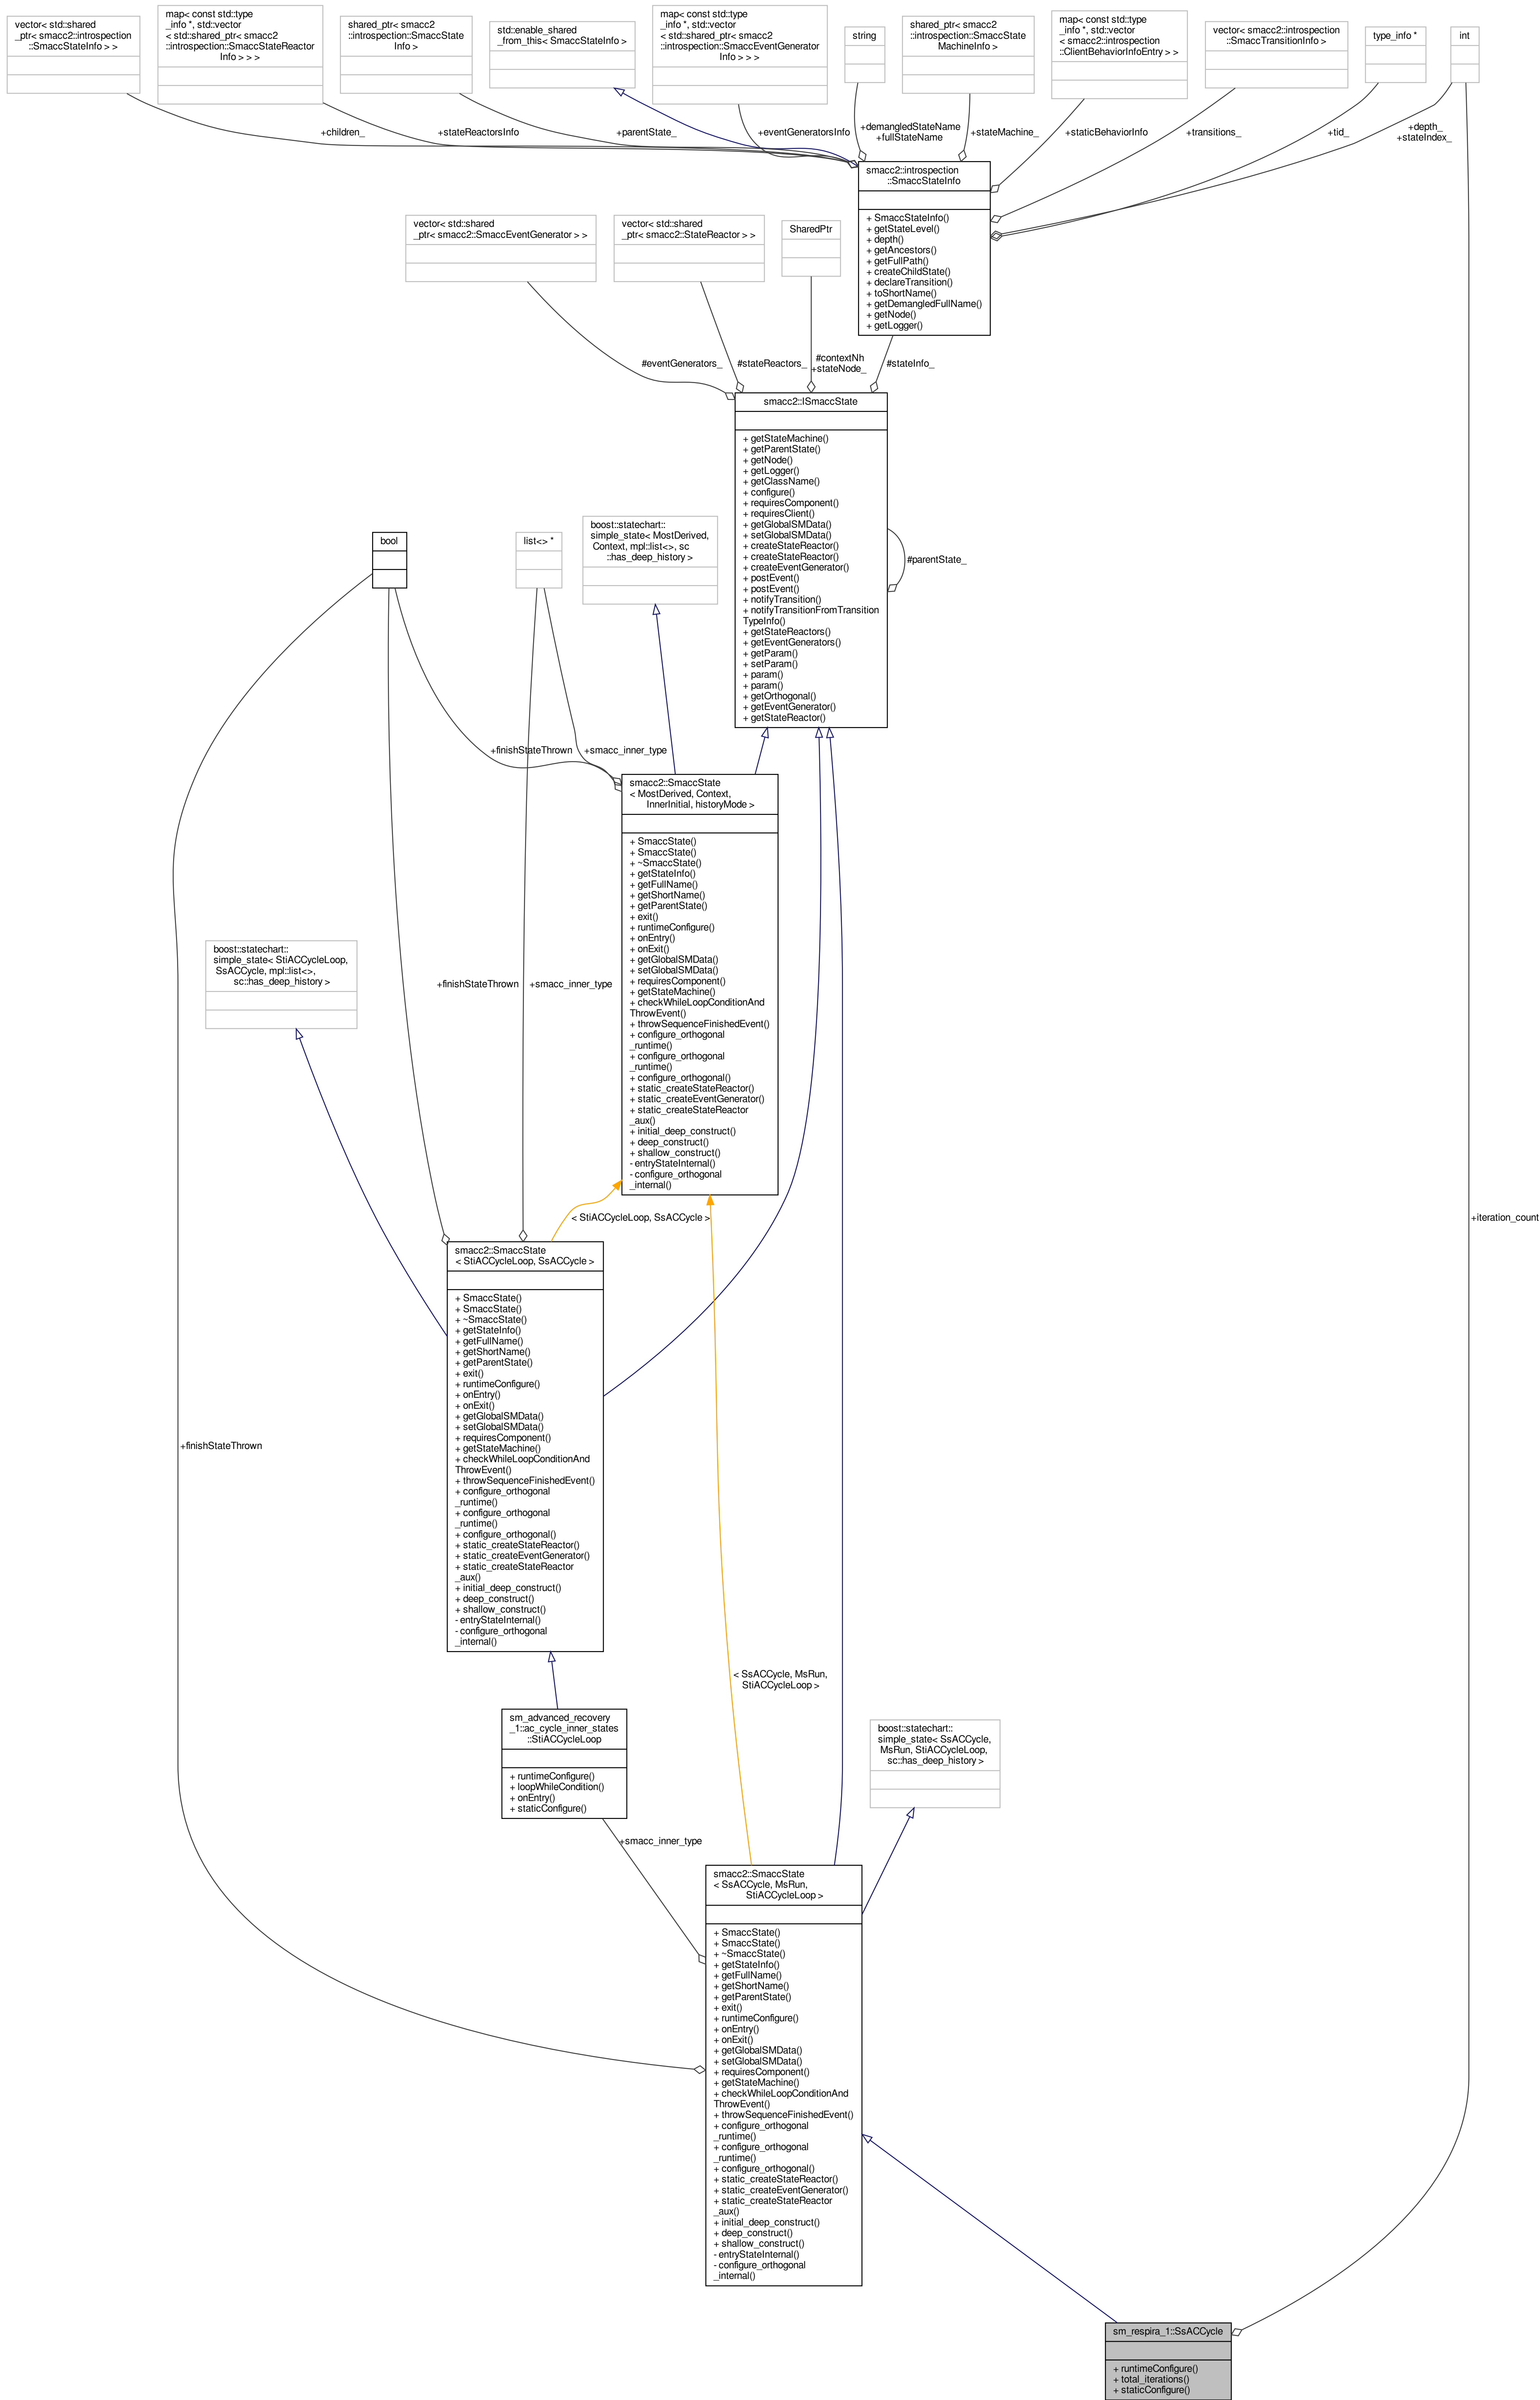 vector< std::shared
_ptr< smacc2::introspection
::SmaccStateInfo > >
map< const std::type
_info *, std::vector
< std::shared_ptr< smacc2
::introspection::SmaccStateReactor
Info > > >
shared_ptr< smacc2
::introspection::SmaccState
Info >
std::enable_shared
_from_this< SmaccStateInfo >
map< const std::type
_info *, std::vector
< std::shared_ptr< smacc2
::introspection::SmaccEventGenerator
Info > > >
string
shared_ptr< smacc2
::introspection::SmaccState
MachineInfo >
map< const std::type
_info *, std::vector
< smacc2::introspection
::ClientBehaviorInfoEntry > >
vector< smacc2::introspection
::SmaccTransitionInfo >
type_info *
int
+children_
+stateReactorsInfo
+parentState_
+eventGeneratorsInfo
+demangledStateName
+fullStateName
+stateMachine_
+staticBehaviorInfo
+transitions_
+tid_
+depth_
+stateIndex_
smacc2::introspection
::SmaccStateInfo
+ SmaccStateInfo()
+ getStateLevel()
+ depth()
+ getAncestors()
+ getFullPath()
+ createChildState()
+ declareTransition()
+ toShortName()
+ getDemangledFullName()
+ getNode()
+ getLogger()
vector< std::shared
_ptr< smacc2::SmaccEventGenerator > >
vector< std::shared
_ptr< smacc2::StateReactor > >
SharedPtr
#eventGenerators_
#stateReactors_
#contextNh
+stateNode_
#stateInfo_
smacc2::ISmaccState
+ getStateMachine()
+ getParentState()
+ getNode()
+ getLogger()
+ getClassName()
+ configure()
+ requiresComponent()
+ requiresClient()
+ getGlobalSMData()
+ setGlobalSMData()
+ createStateReactor()
+ createStateReactor()
+ createEventGenerator()
+ postEvent()
+ postEvent()
+ notifyTransition()
+ notifyTransitionFromTransition
TypeInfo()
+ getStateReactors()
+ getEventGenerators()
+ getParam()
+ setParam()
+ param()
+ param()
+ getOrthogonal()
+ getEventGenerator()
+ getStateReactor()
#parentState_
bool
list<> *
boost::statechart::
simple_state< MostDerived,
Context, mpl::list<>, sc
::has_deep_history >
+finishStateThrown
+smacc_inner_type
smacc2::SmaccState
< MostDerived, Context,
InnerInitial, historyMode >
+ SmaccState()
+ SmaccState()
+ ~SmaccState()
+ getStateInfo()
+ getFullName()
+ getShortName()
+ getParentState()
+ exit()
+ runtimeConfigure()
+ onEntry()
+ onExit()
+ getGlobalSMData()
+ setGlobalSMData()
+ requiresComponent()
+ getStateMachine()
+ checkWhileLoopConditionAnd
ThrowEvent()
+ throwSequenceFinishedEvent()
+ configure_orthogonal
_runtime()
+ configure_orthogonal
_runtime()
+ configure_orthogonal()
+ static_createStateReactor()
+ static_createEventGenerator()
+ static_createStateReactor
_aux()
+ initial_deep_construct()
+ deep_construct()
+ shallow_construct()
- entryStateInternal()
- configure_orthogonal
_internal()
boost::statechart::
simple_state< StiACCycleLoop,
SsACCycle, mpl::list<>,
sc::has_deep_history >
+finishStateThrown
+smacc_inner_type
< StiACCycleLoop, SsACCycle >
+iteration_count
smacc2::SmaccState
< StiACCycleLoop, SsACCycle >
+ SmaccState()
+ SmaccState()
+ ~SmaccState()
+ getStateInfo()
+ getFullName()
+ getShortName()
+ getParentState()
+ exit()
+ runtimeConfigure()
+ onEntry()
+ onExit()
+ getGlobalSMData()
+ setGlobalSMData()
+ requiresComponent()
+ getStateMachine()
+ checkWhileLoopConditionAnd
ThrowEvent()
+ throwSequenceFinishedEvent()
+ configure_orthogonal
_runtime()
+ configure_orthogonal
_runtime()
+ configure_orthogonal()
+ static_createStateReactor()
+ static_createEventGenerator()
+ static_createStateReactor
_aux()
+ initial_deep_construct()
+ deep_construct()
+ shallow_construct()
- entryStateInternal()
- configure_orthogonal
_internal()
+finishStateThrown
< SsACCycle, MsRun,
StiACCycleLoop >
sm_advanced_recovery
_1::ac_cycle_inner_states
::StiACCycleLoop
+ runtimeConfigure()
+ loopWhileCondition()
+ onEntry()
+ staticConfigure()
boost::statechart::
simple_state< SsACCycle,
MsRun, StiACCycleLoop,
sc::has_deep_history >
+smacc_inner_type
smacc2::SmaccState
< SsACCycle, MsRun,
StiACCycleLoop >
+ SmaccState()
+ SmaccState()
+ ~SmaccState()
+ getStateInfo()
+ getFullName()
+ getShortName()
+ getParentState()
+ exit()
+ runtimeConfigure()
+ onEntry()
+ onExit()
+ getGlobalSMData()
+ setGlobalSMData()
+ requiresComponent()
+ getStateMachine()
+ checkWhileLoopConditionAnd
ThrowEvent()
+ throwSequenceFinishedEvent()
+ configure_orthogonal
_runtime()
+ configure_orthogonal
_runtime()
+ configure_orthogonal()
+ static_createStateReactor()
+ static_createEventGenerator()
+ static_createStateReactor
_aux()
+ initial_deep_construct()
+ deep_construct()
+ shallow_construct()
- entryStateInternal()
- configure_orthogonal
_internal()
sm_respira_1::SsACCycle
+ runtimeConfigure()
+ total_iterations()
+ staticConfigure()